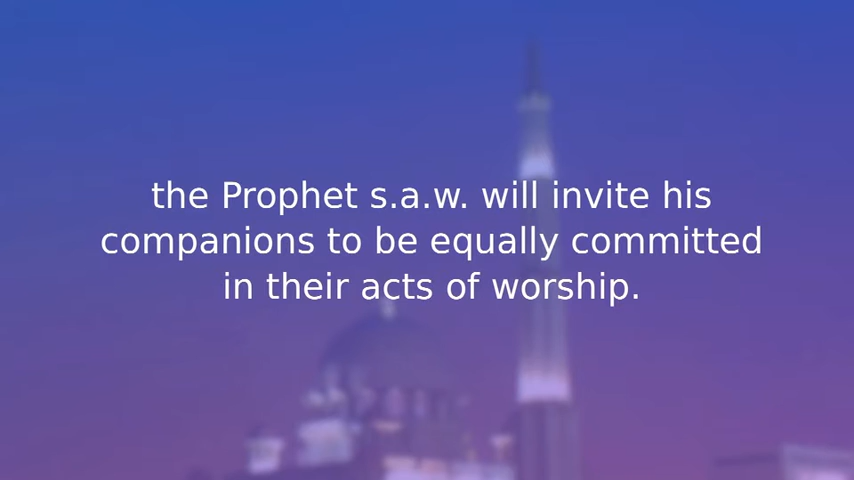 the Prophet s.a.w. will invite his
companions to be equally committed
in their acts of worship.